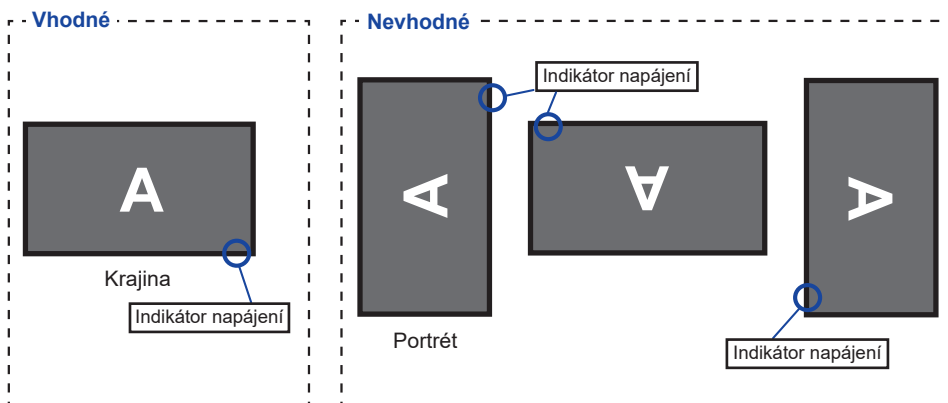 Vhodné
A
Krajina
Indikátor napájení
Nevhodné
Indikátor napájení
A
A
A
Portrét
Indikátor napájení